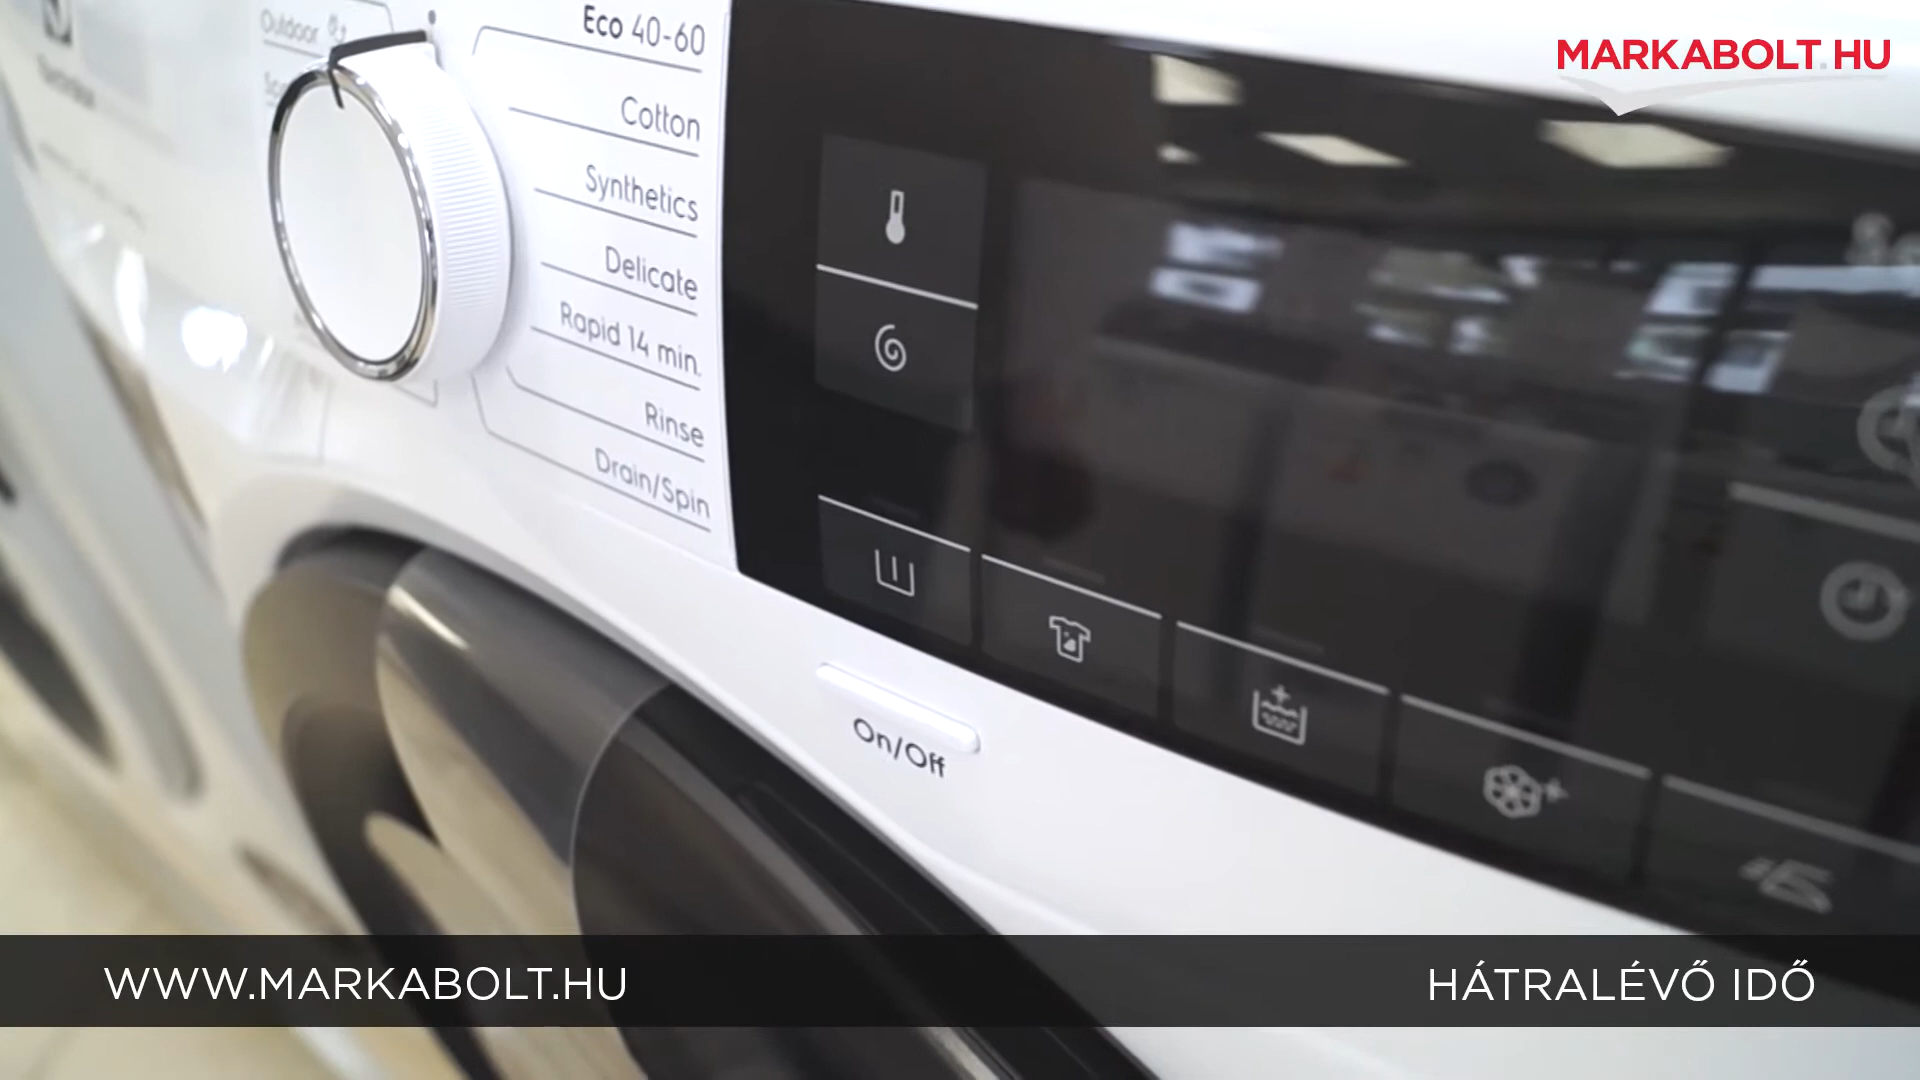 MARKABOLT.HU
Outdoor
Eco 40-60
Cotton
Synthetics
Delicate
Rapid 14 min.
Rinse
Drain/Spin
On/Off
WWW.MARKABOLT.HU
HÁTRALÉVŐ IDŐ